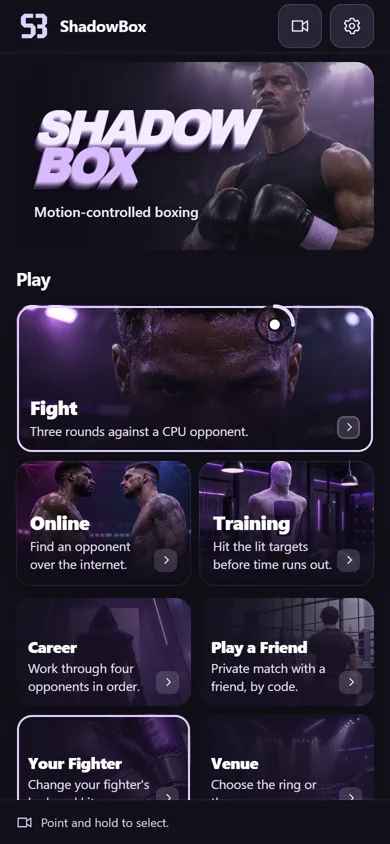 SB ShadowBox
SHADOW
BOX
Motion-controlled boxing
Play
Fight
Three rounds against a CPU opponent.
Online
Find an opponent
over the internet.
Training
Hit the lit targets
before time runs out.
Career
Work through four
opponents in order.
Play a Friend
Private match with a
friend, by code.
Your Fighter
Change your fighter's
Venue
Choose the ring or
Point and hold to select.